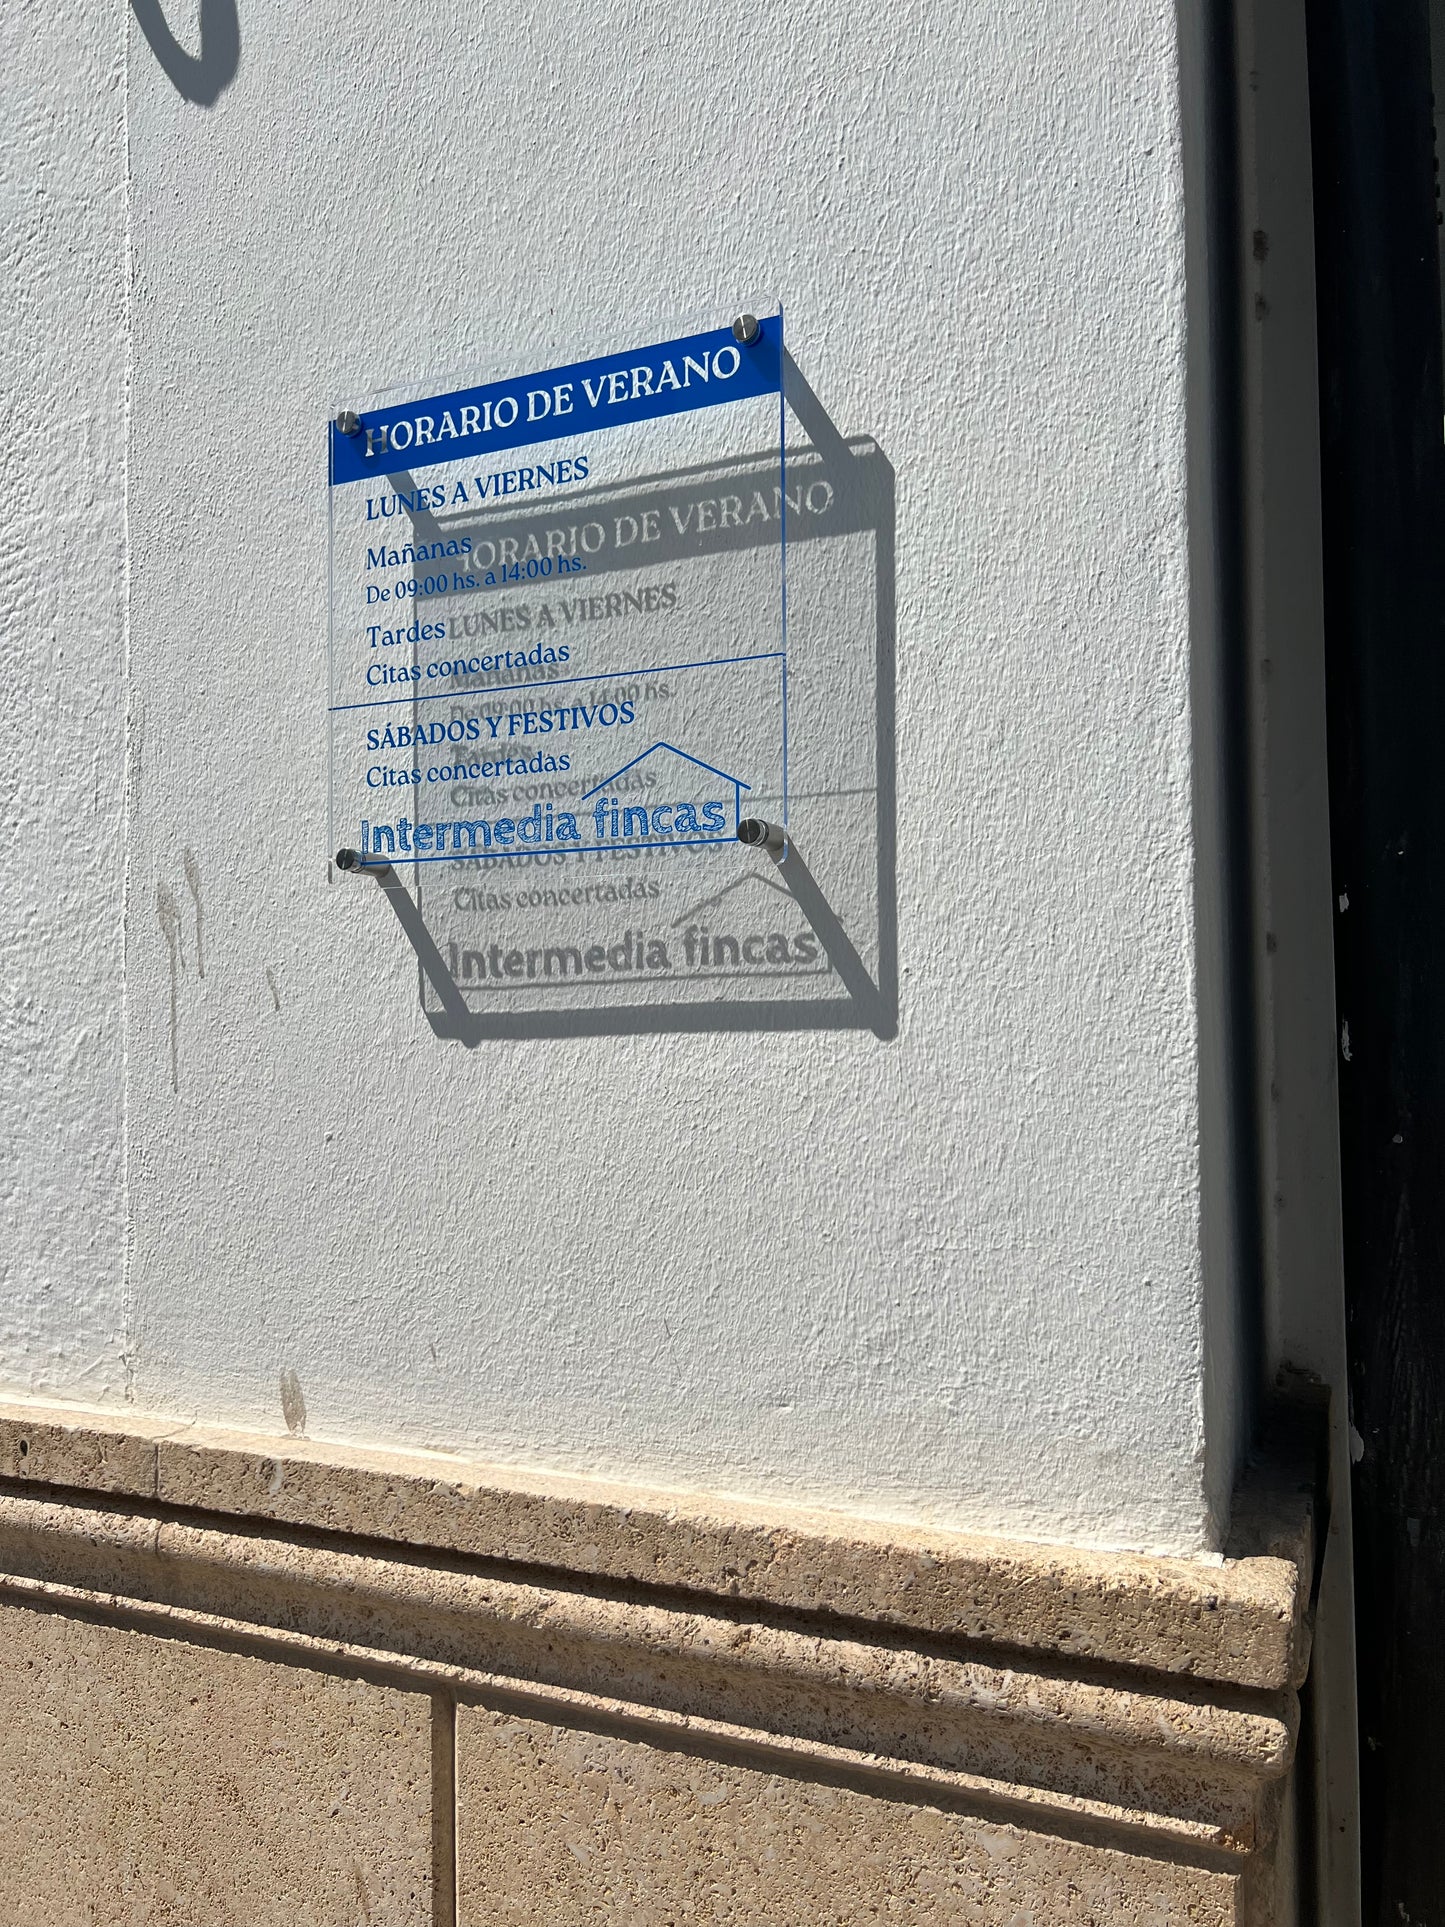 HORARIO DE VERANO
LUNES A VIERNES
Mañanas
De 09:00 hs. a 14:00 hs.
Tardes
Citas concertadas
SÁBADOS Y FESTIVOS
Citas concertadas
Intermedia fincas